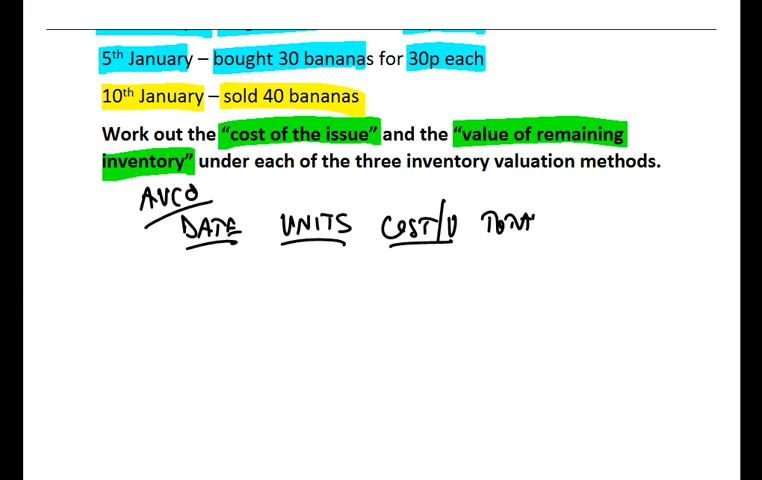 5th January – bought 30 bananas for 30p each
10th January – sold 40 bananas
Work out the “cost of the issue” and the “value of remaining
inventory” under each of the three inventory valuation methods.
AVCO
DATE UNITS COST/U